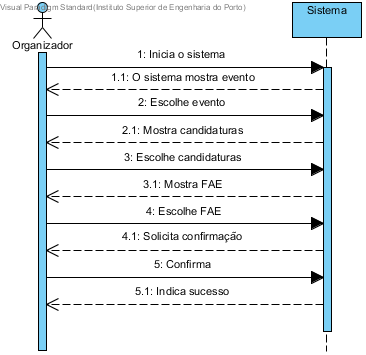 Visual Paradigm Standard(Instituto Superior de Engenharia do Porto)
Sistema
Organizador
1: Inicia o sistema
1.1: O sistema mostra evento
2: Escolhe evento
2.1: Mostra candidaturas
3: Escolhe candidaturas
3.1: Mostra FAE
4: Escolhe FAE
4.1: Solicita confirmação
5: Confirma
5.1: Indica sucesso